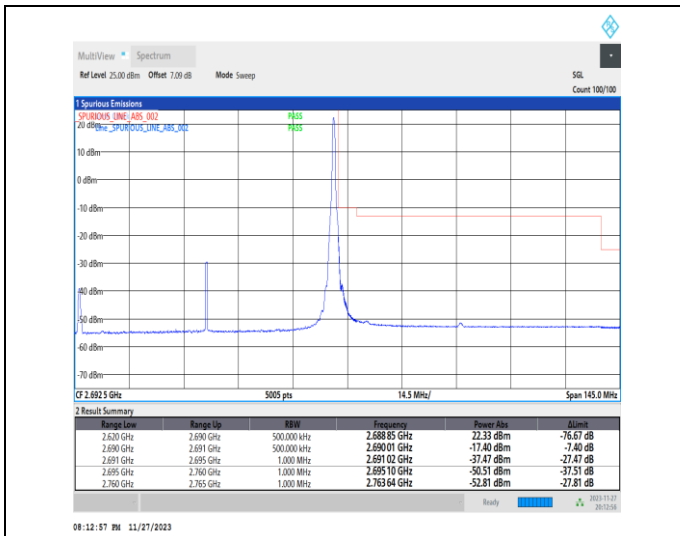 MultiView Spectrum
Ref Level 25.00 dBm Offset 7.09 dB Mode Sweep SGL
Count 100/100
1 Spurious Emissions
SPURIOUS_LINE_ABS_002 PASS
20 dBm Line _SPURIOUS_LINE_ABS_002 PASS
10 dBm
0 dBm
-10 dBm
-20 dBm
-30 dBm
-40 dBm
-50 dBm
-60 dBm
-70 dBm
CF 2.692 5 GHz 5005 pts 14.5 MHz/ Span 145.0 MHz
2 Result Summary
Range Low Range Up RBW Frequency Power Abs ΔLimit
2.620 GHz 2.690 GHz 500.000 kHz 2.688 85 GHz 22.33 dBm -76.67 dB
2.690 GHz 2.691 GHz 500.000 kHz 2.690 01 GHz -17.40 dBm -7.40 dB
2.691 GHz 2.695 GHz 1.000 MHz 2.691 02 GHz -37.47 dBm -27.47 dB
2.695 GHz 2.760 GHz 1.000 MHz 2.695 10 GHz -50.51 dBm -37.51 dB
2.760 GHz 2.765 GHz 1.000 MHz 2.763 64 GHz -52.81 dBm -27.81 dB
Ready 2023-11-27
20:12:58
08:12:57 PM 11/27/2023